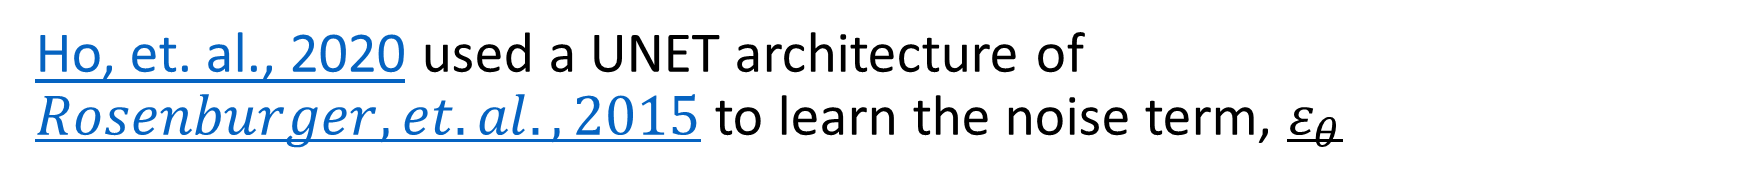 Ho, et. al., 2020 used a UNET architecture of
Rosenburger, et. al., 2015 to learn the noise term, εθ